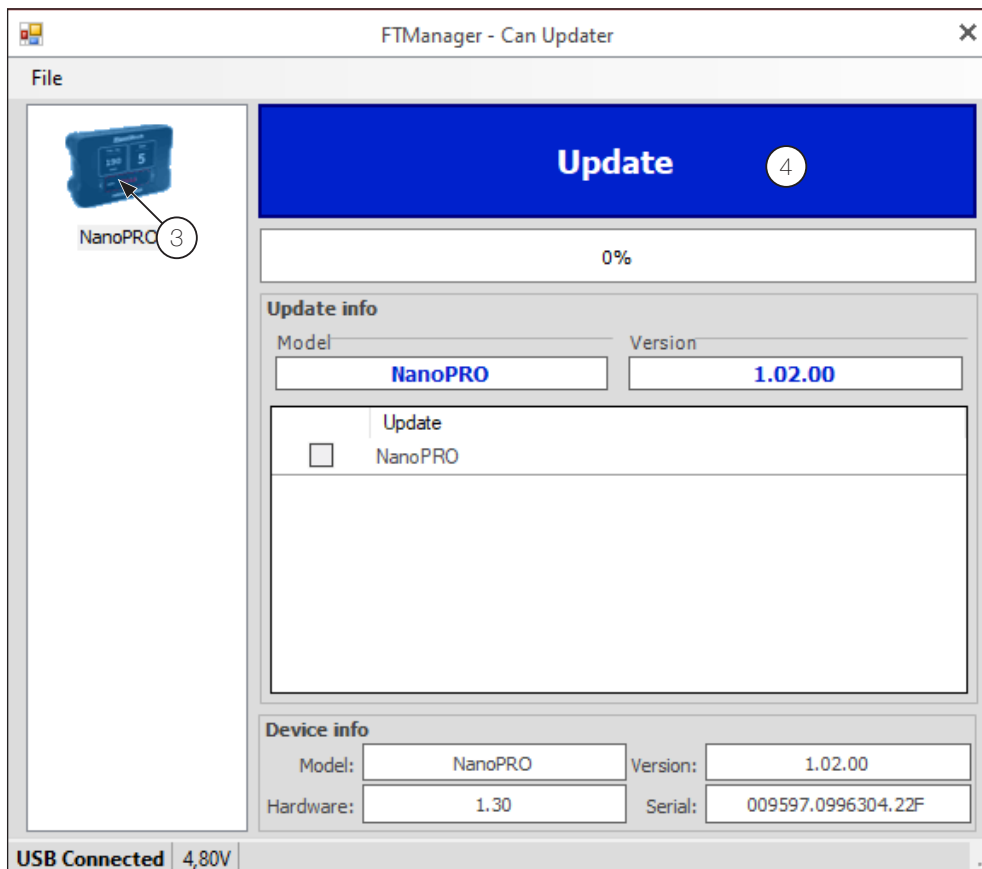 FTManager - Can Updater
File
NanoPRO
3
Update
4
0%
Update info
Model
Version
NanoPRO
1.02.00
Update
NanoPRO
Device info
Model:
NanoPRO
Version:
1.02.00
Hardware:
1.30
Serial:
009597.0996304.22F
USB Connected
4,80V